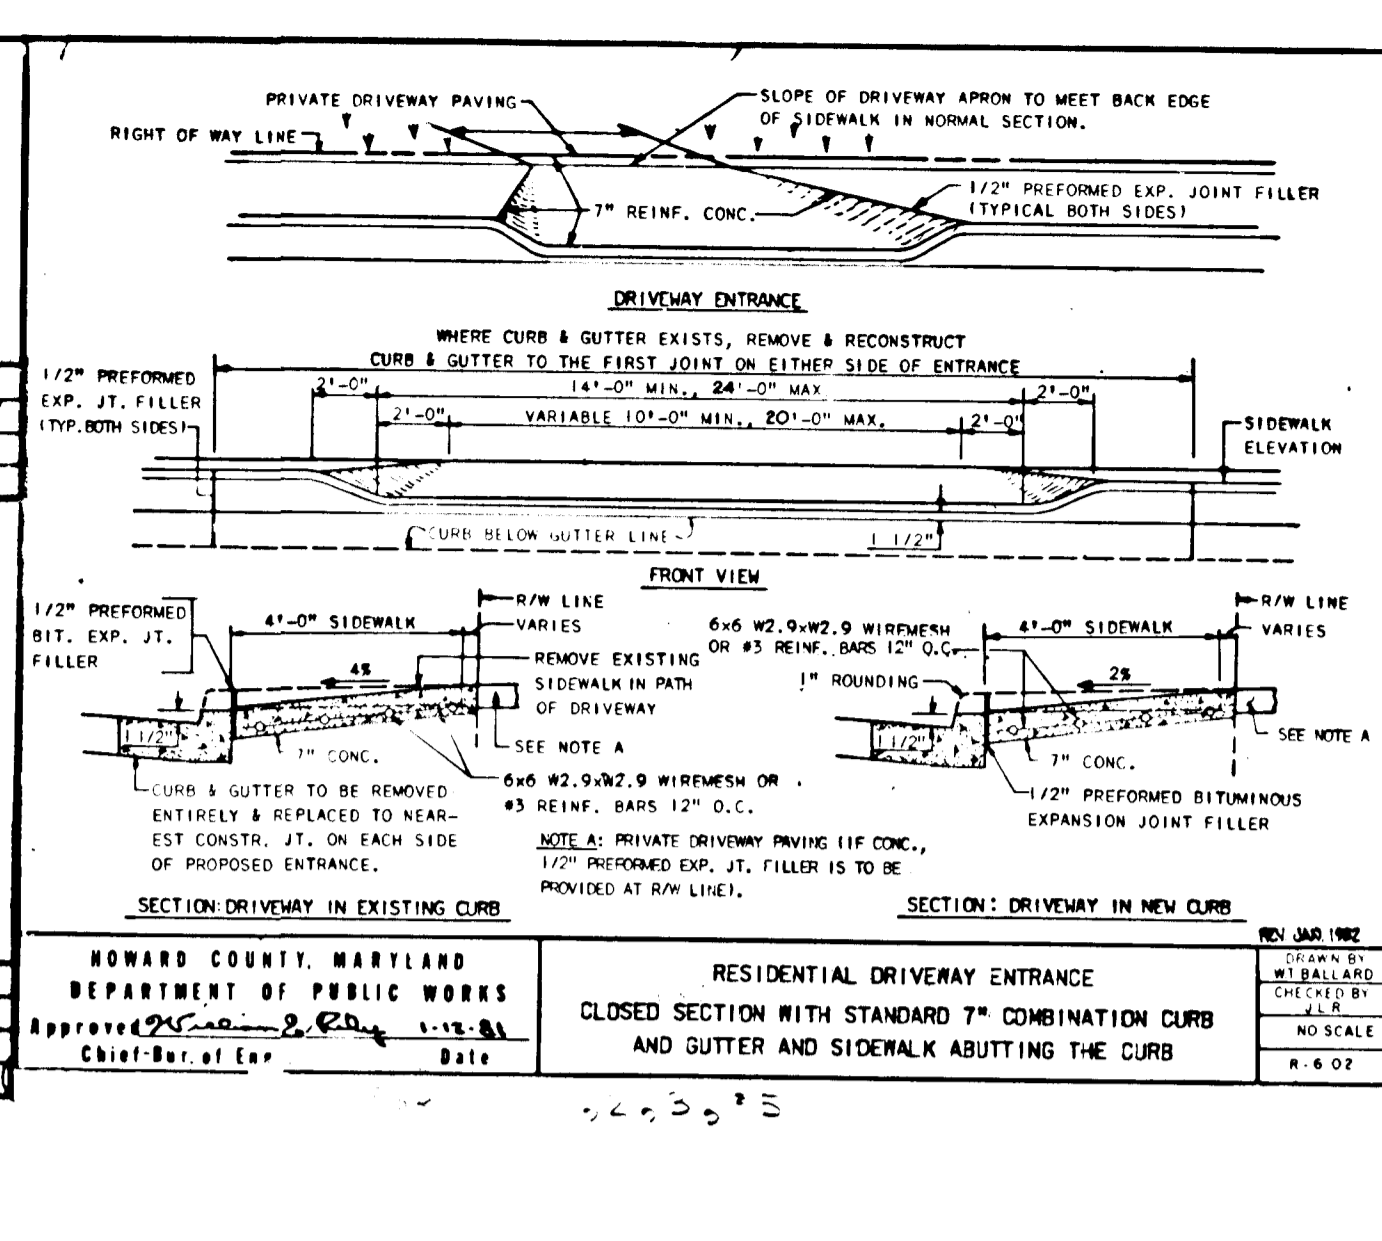 PRIVATE DRIVEWAY PAVING
SLOPE OF DRIVEWAY APRON TO MEET BACK EDGE
OF SIDEWALK IN NORMAL SECTION.
RIGHT OF WAY LINE
1/2" PREFORMED EXP. JOINT FILLER
(TYPICAL BOTH SIDES)
7" REINF. CONC.
DRIVEWAY ENTRANCE
WHERE CURB & GUTTER EXISTS, REMOVE & RECONSTRUCT
CURB & GUTTER TO THE FIRST JOINT ON EITHER SIDE OF ENTRANCE
1/2" PREFORMED
EXP. JT. FILLER
(TYP. BOTH SIDES)
2'-0"
14'-0" MIN., 24'-0" MAX
2'-0"
2'-0"
VARIABLE 10'-0" MIN., 20'-0" MAX.
2'-0"
SIDEWALK
ELEVATION
CURB BELOW GUTTER LINE
1 1/2"
FRONT VIEW
1/2" PREFORMED
BIT. EXP. JT.
FILLER
4'-0" SIDEWALK
R/W LINE
VARIES
4%
REMOVE EXISTING
SIDEWALK IN PATH
OF DRIVEWAY
1 1/2"
7" CONC.
SEE NOTE A
6x6 W2.9xW2.9 WIREMESH OR
#3 REINF. BARS 12" O.C.
CURB & GUTTER TO BE REMOVED
ENTIRELY & REPLACED TO NEAR-
EST CONSTR. JT. ON EACH SIDE
OF PROPOSED ENTRANCE.
SECTION: DRIVEWAY IN EXISTING CURB
6x6 W2.9xW2.9 WIREMESH
OR #3 REINF. BARS 12" O.C.
1" ROUNDING
4'-0" SIDEWALK
R/W LINE
VARIES
2%
1 1/2"
7" CONC.
SEE NOTE A
1/2" PREFORMED BITUMINOUS
EXPANSION JOINT FILLER
NOTE A: PRIVATE DRIVEWAY PAVING (IF CONC.,
1/2" PREFORMED EXP. JT. FILLER IS TO BE
PROVIDED AT R/W LINE).
SECTION: DRIVEWAY IN NEW CURB
REV JAN. 1982
HOWARD COUNTY, MARYLAND
DEPARTMENT OF PUBLIC WORKS
Approved William E. Riley 1-12-81
Chief-Bur. of Eng Date
RESIDENTIAL DRIVEWAY ENTRANCE
CLOSED SECTION WITH STANDARD 7" COMBINATION CURB
AND GUTTER AND SIDEWALK ABUTTING THE CURB
DRAWN BY
WT BALLARD
CHECKED BY
JLR
NO SCALE
R-6 02